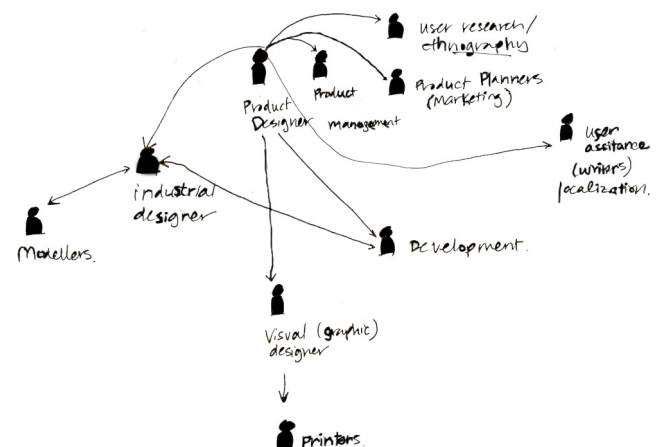 user research/
ethnography
Product
management
Product Planners
(Marketing)
Product
Designer
user
assitance
(writers)
localization.
industrial
designer
Modellers.
Development.
Visual (graphic)
designer
Printers.